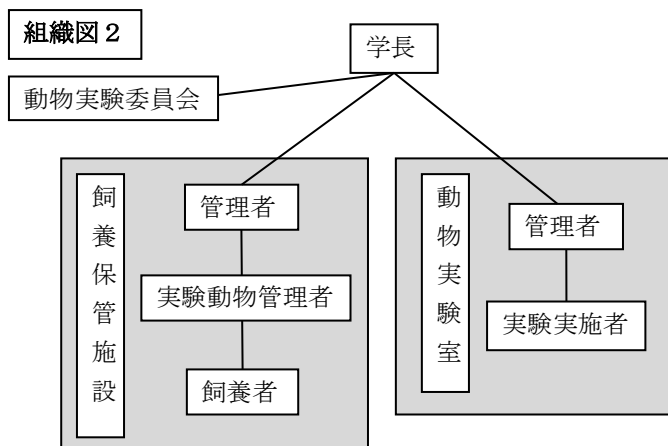 組織図２
学長
動物実験委員会
飼養保管施設
管理者
実験動物管理者
飼養者
動物実験室
管理者
実験実施者